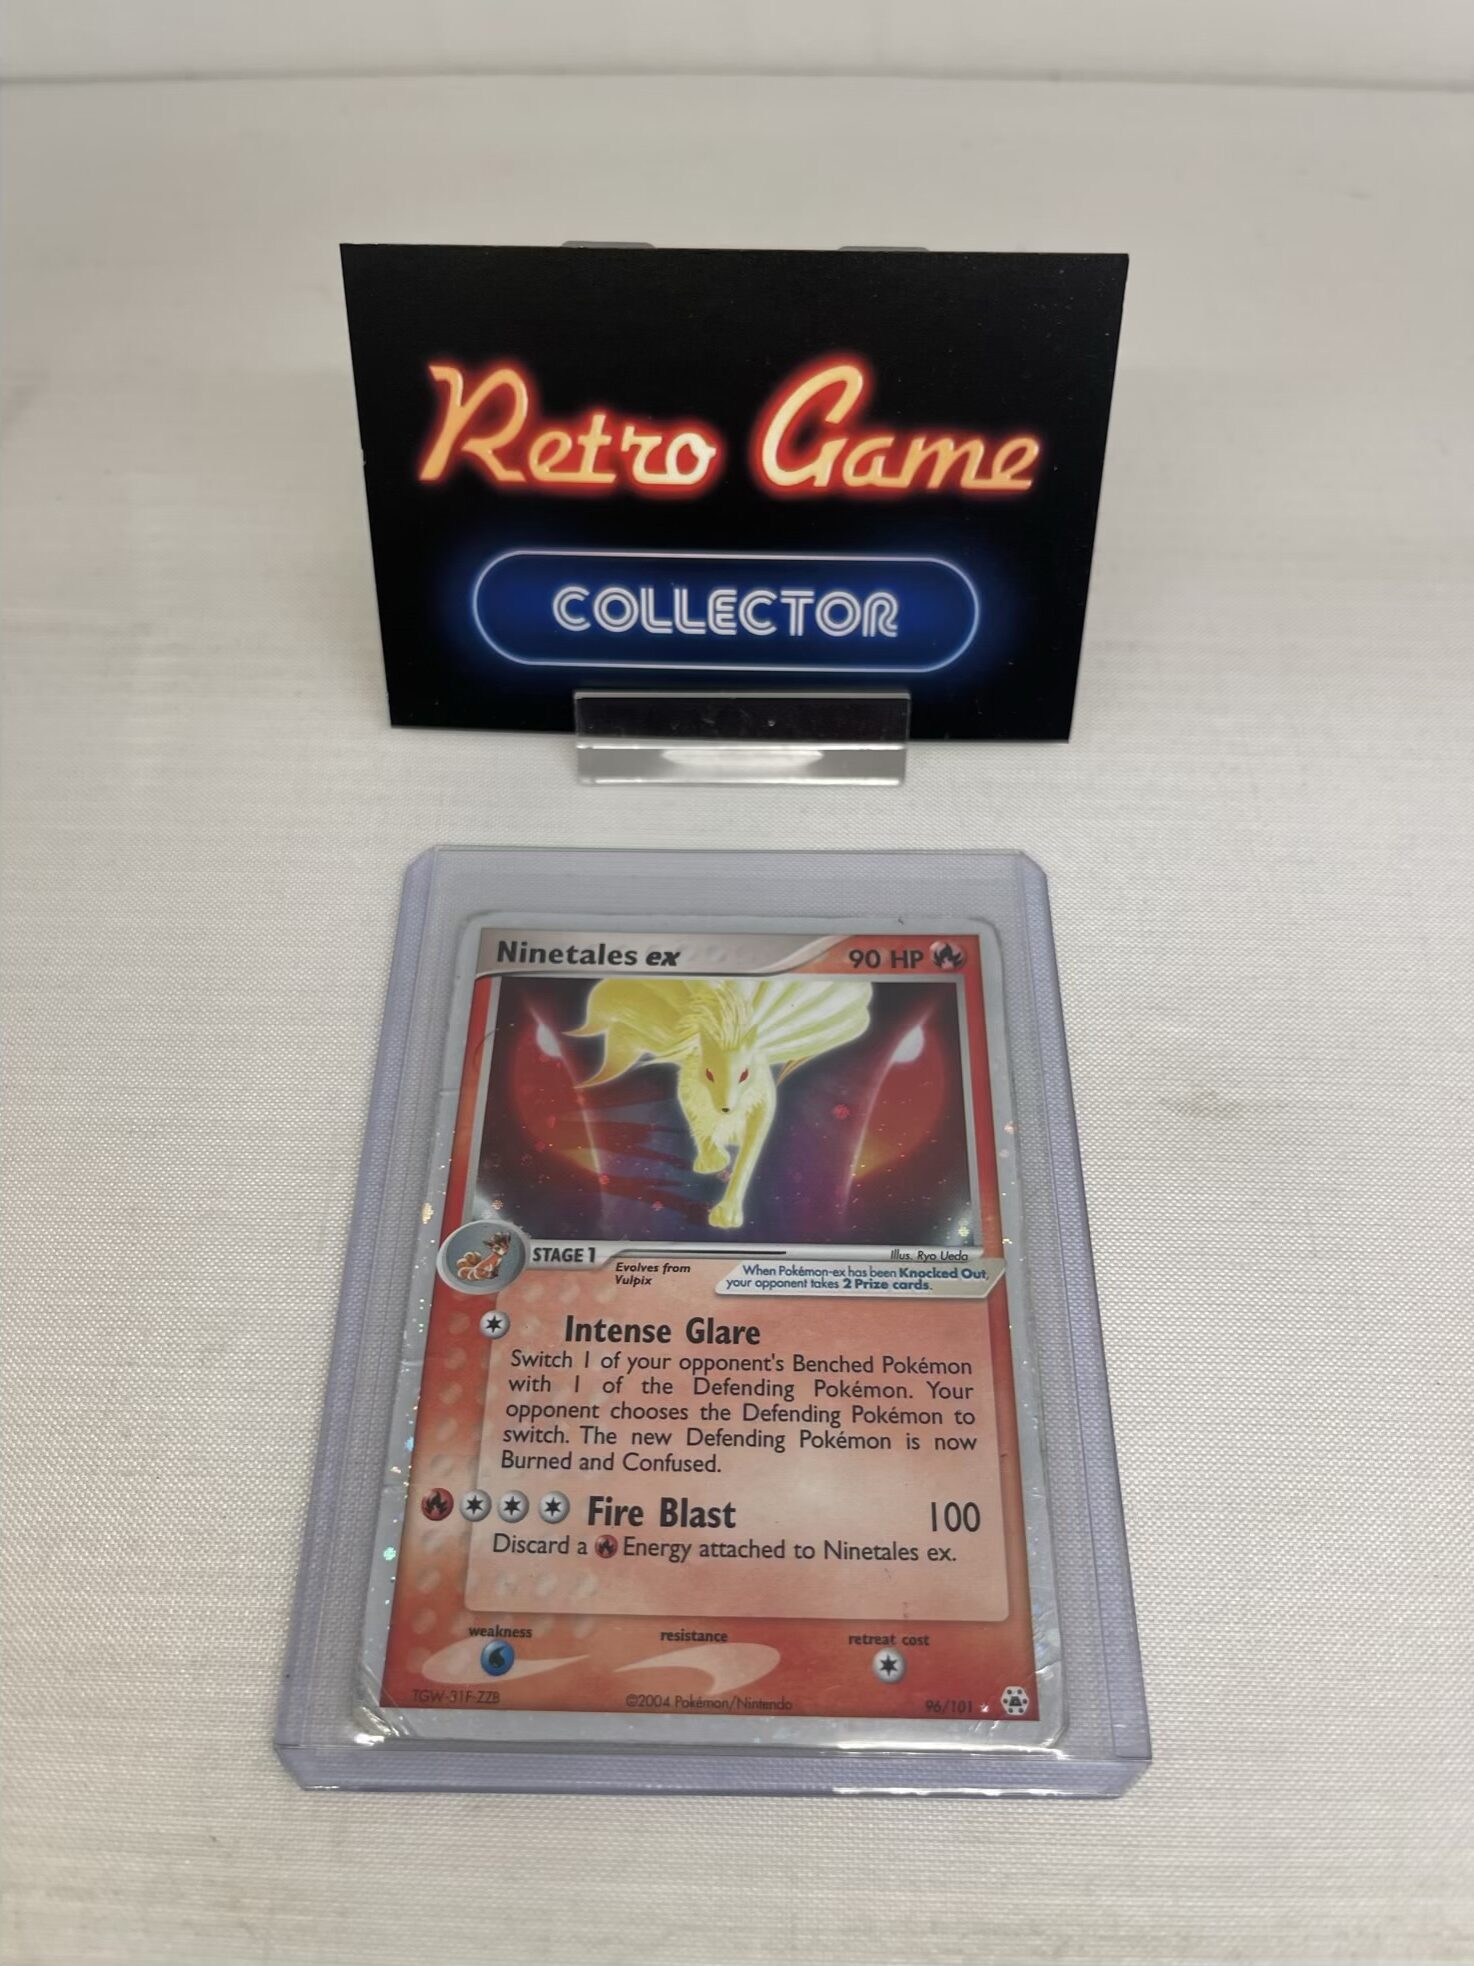 Retro Game
COLLECTOR
Ninetales ex 90 HP
STAGE 1
Illus. Ryo Ueda
Evolves from
Vulpix
When Pokémon-ex has been Knocked Out,
your opponent takes 2 Prize cards.
Intense Glare
Switch 1 of your opponent's Benched Pokémon
with 1 of the Defending Pokémon. Your
opponent chooses the Defending Pokémon to
switch. The new Defending Pokémon is now
Burned and Confused.
Fire Blast 100
Discard a Energy attached to Ninetales ex.
weakness resistance retreat cost
TGW-31F-ZZB ©2004 Pokémon/Nintendo 96/101